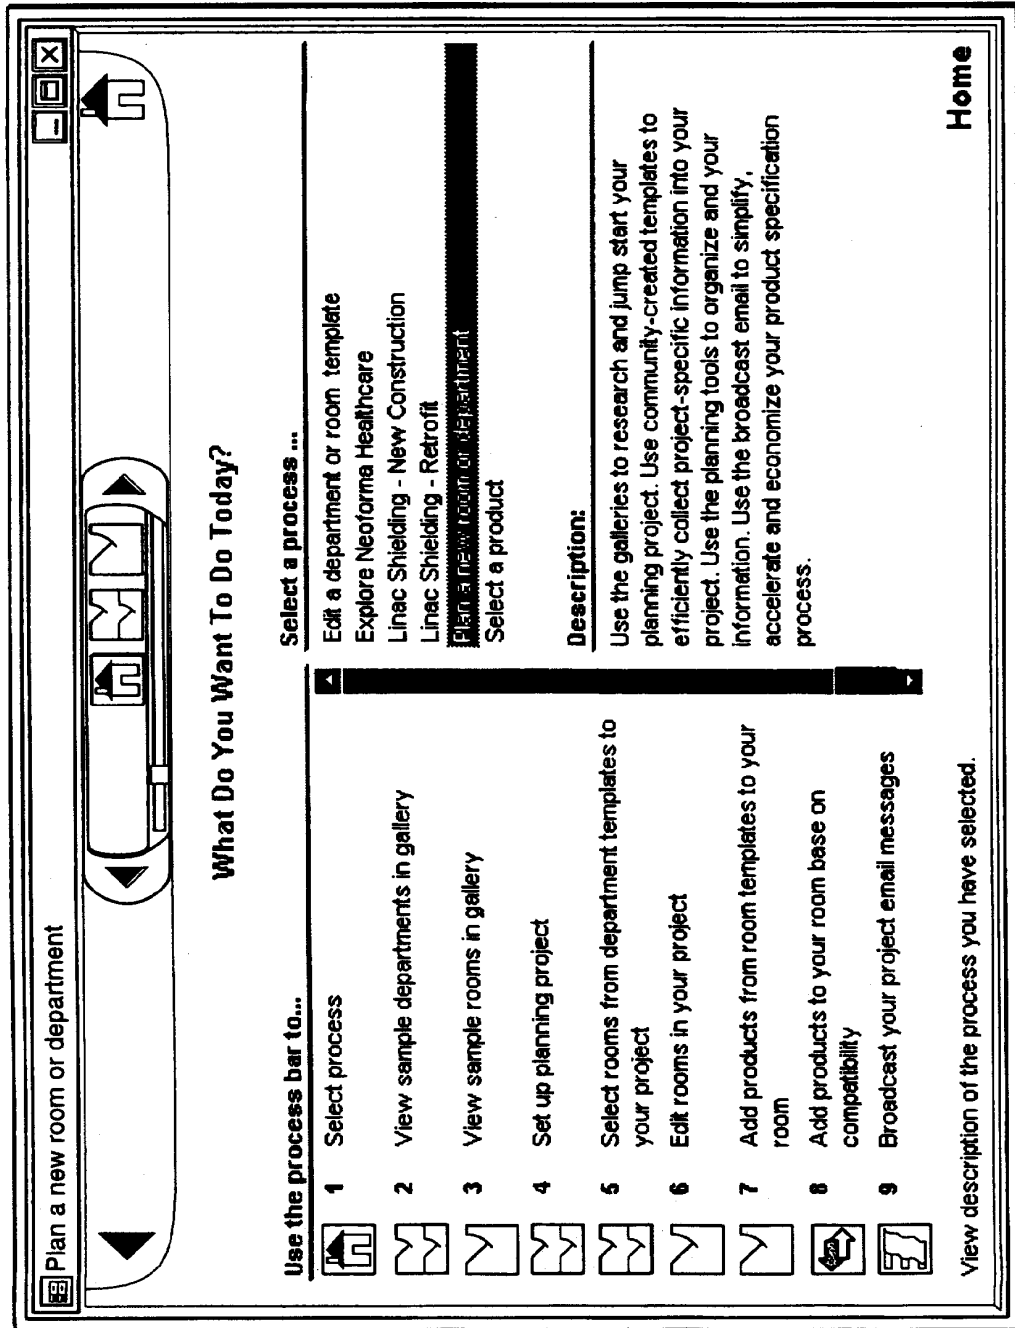 Plan a new room or department
What Do You Want To Do Today?
Use the process bar to...
1 Select process
2 View sample departments in gallery
3 View sample rooms in gallery
4 Set up planning project
5 Select rooms from department templates to
your project
6 Edit rooms in your project
7 Add products from room templates to your
room
8 Add products to your room base on
compatibility
9 Broadcast your project email messages
Select a process ...
Edit a department or room template
Explore Neoforma Healthcare
Linac Shielding - New Construction
Linac Shielding - Retrofit
Plan a new room or department
Select a product
Description:
Use the galleries to research and jump start your
planning project. Use community-created templates to
efficiently collect project-specific information into your
project. Use the planning tools to organize and your
information. Use the broadcast email to simplify,
accelerate and economize your product specification
process.
View description of the process you have selected.
Home